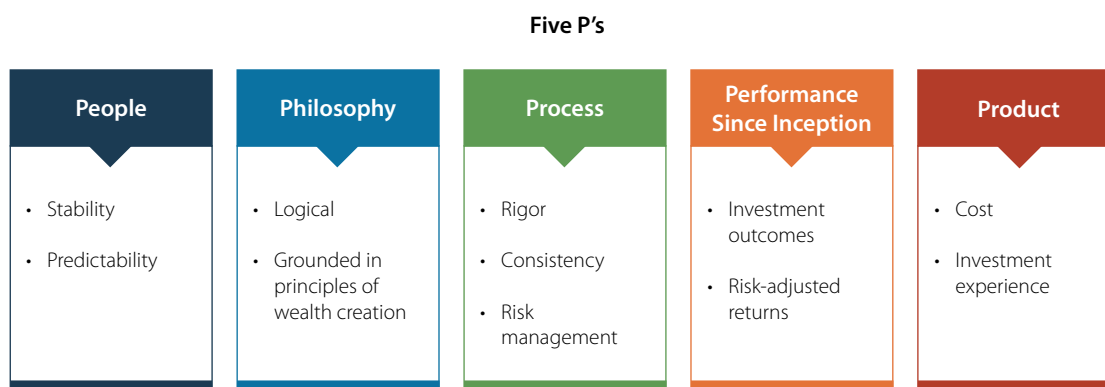 Five P's
People
• Stability
• Predictability
Philosophy
• Logical
• Grounded in
principles of
wealth creation
Process
• Rigor
• Consistency
• Risk
management
Performance
Since Inception
• Investment
outcomes
• Risk-adjusted
returns
Product
• Cost
• Investment
experience